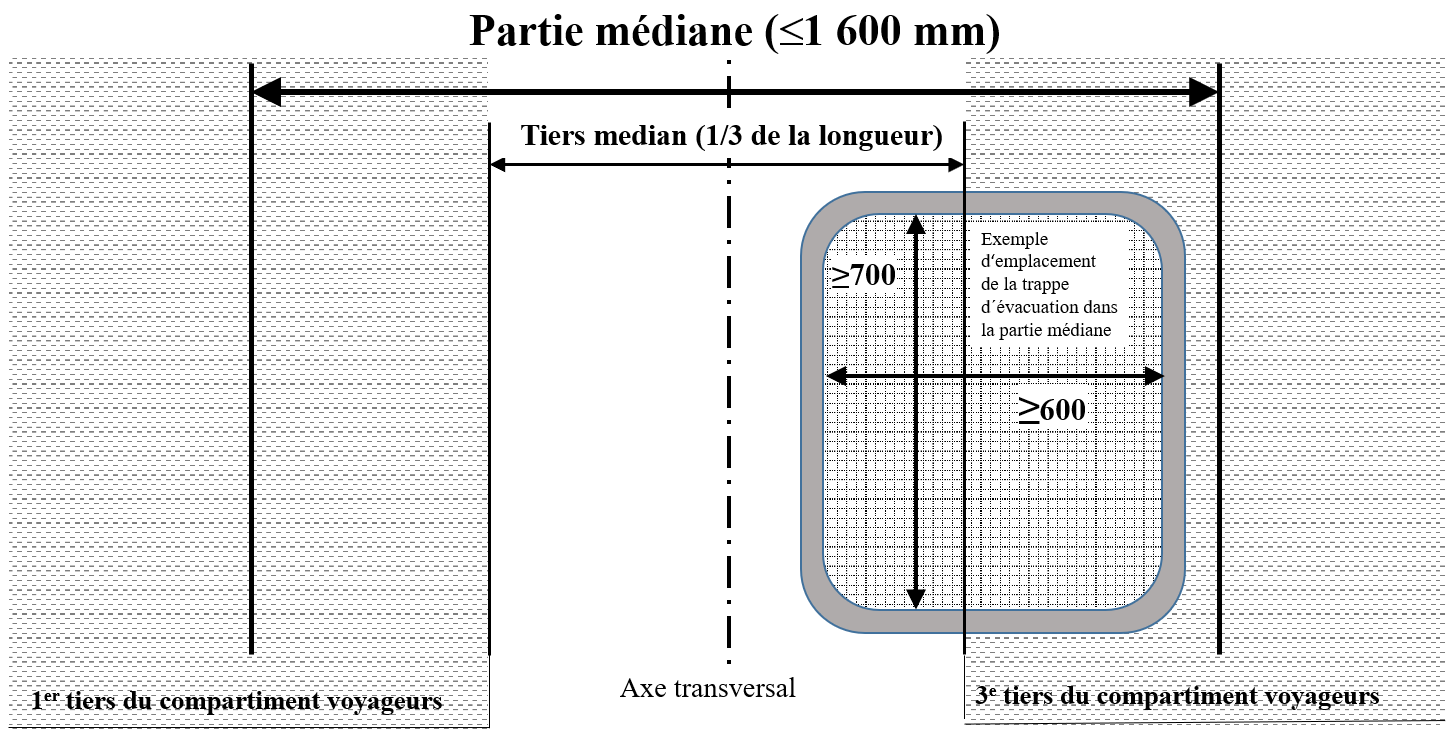 Partie médiane (≤1 600 mm)
Tiers median (1/3 de la longueur)
Exemple
d‘emplacement
de la trappe
d´évacuation dans
la partie médiane
≥700
≥600
Axe transversal
1er tiers du compartiment voyageurs
3e tiers du compartiment voyageurs